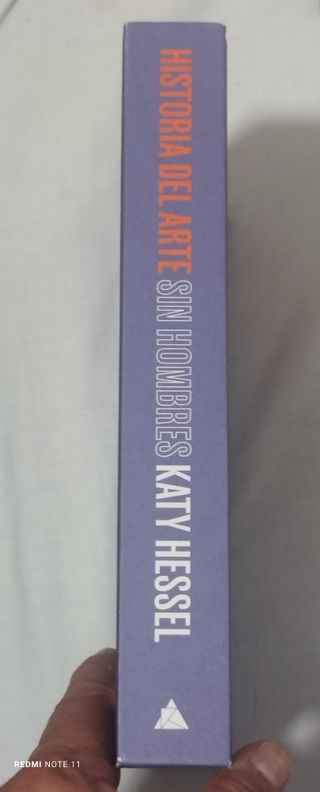 HISTORIA DEL ARTE SIN HOMBRES KATY HESSEL
REDMI NOTE 11